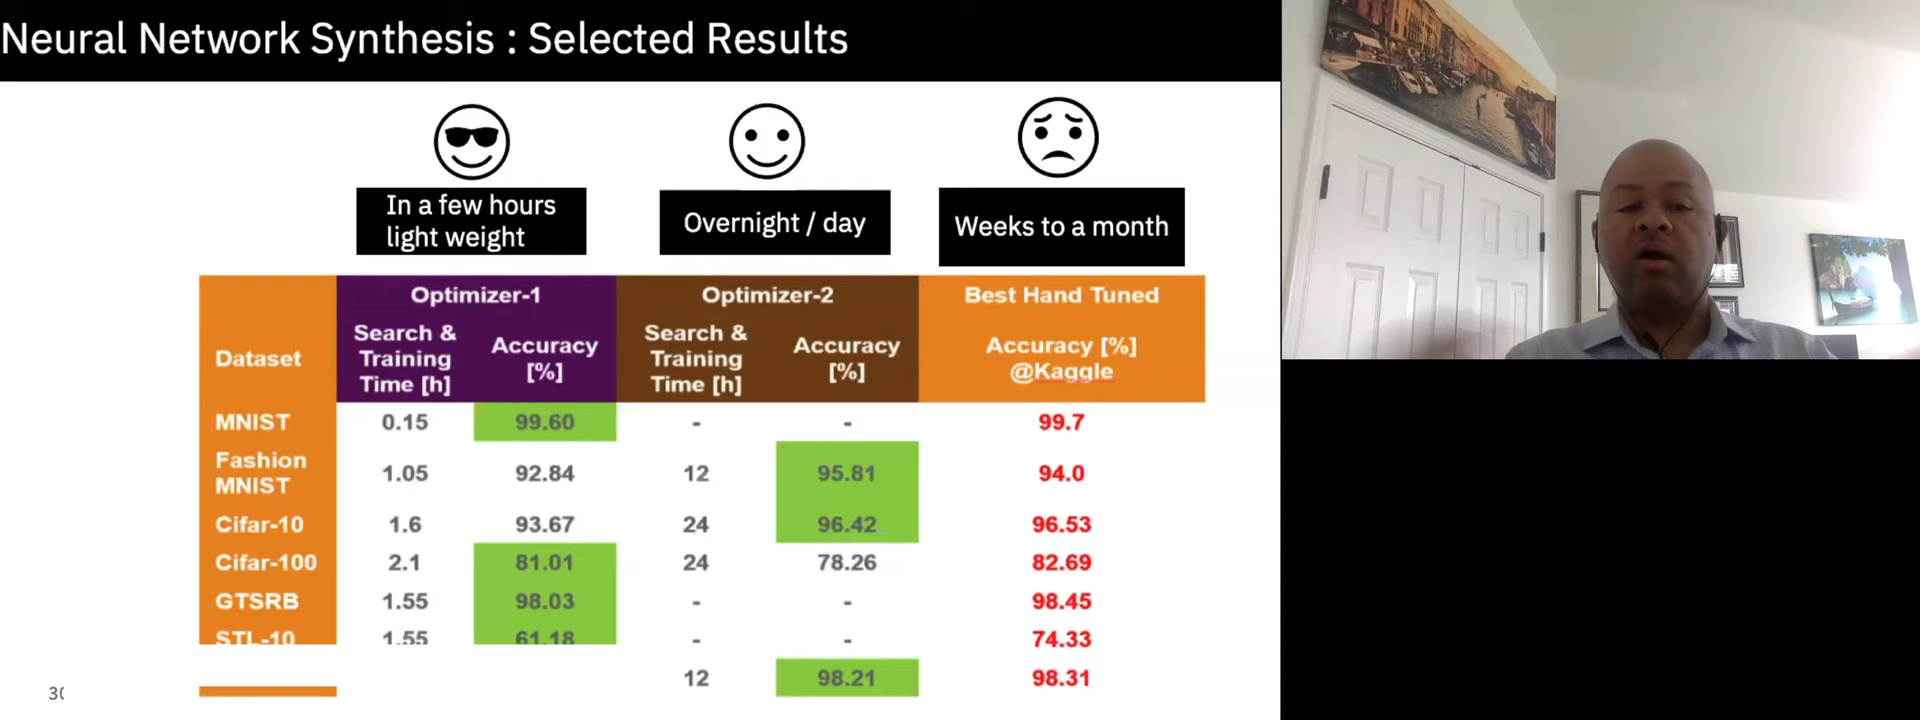 Neural Network Synthesis : Selected Results
In a few hours
light weight
Overnight / day
Weeks to a month
Optimizer-1 Optimizer-2 Best Hand Tuned
Dataset Search & Training Time [h] Accuracy [%] Search & Training Time [h] Accuracy [%] Accuracy [%] @Kaggle
MNIST 0.15 99.60 - - 99.7
Fashion MNIST 1.05 92.84 12 95.81 94.0
Cifar-10 1.6 93.67 24 96.42 96.53
Cifar-100 2.1 81.01 24 78.26 82.69
GTSRB 1.55 98.03 - - 98.45
STL-10 1.55 61.18 - - 74.33
12 98.21 98.31